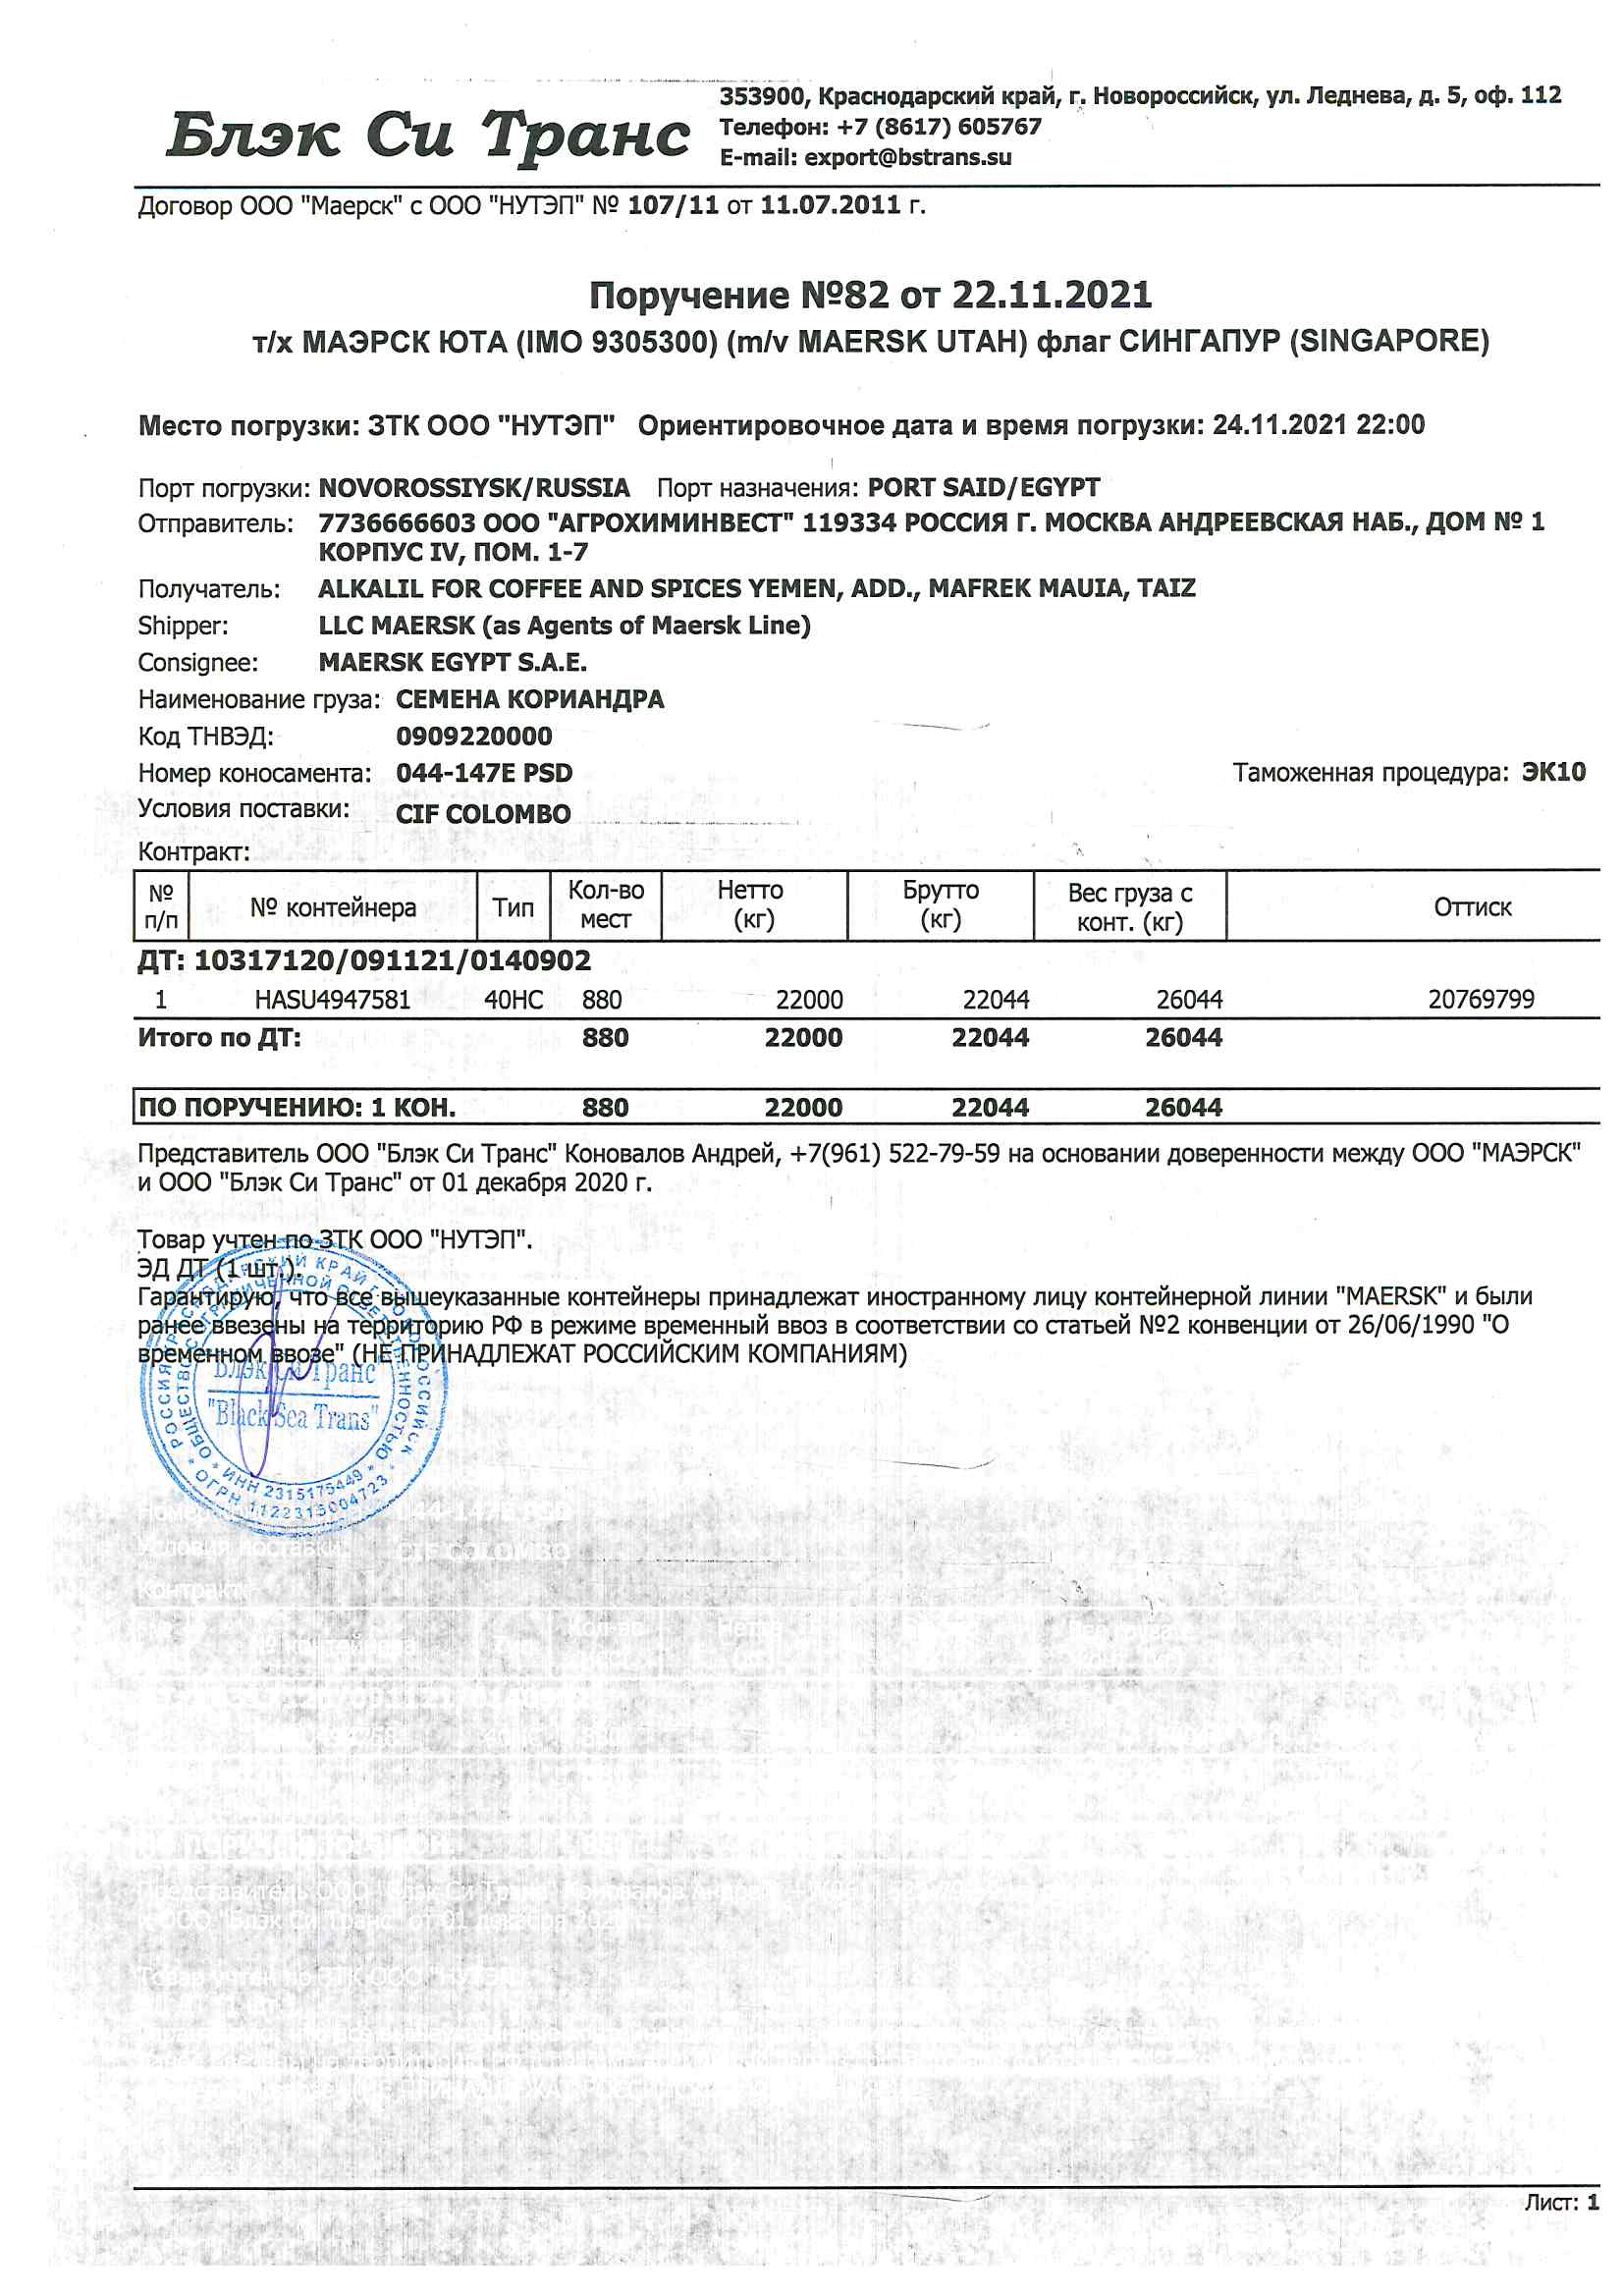 Блэк Си Транс
353900, Краснодарский край, г. Новороссийск, ул. Леднева, д. 5, оф. 112
Телефон: +7 (8617) 605767
E-mail: export@bstrans.su
Договор ООО "Маерск" с ООО "НУТЭП" № 107/11 от 11.07.2011 г.
Поручение №82 от 22.11.2021
т/х МАЭРСК ЮТА (IMO 9305300) (m/v MAERSK UTAH) флаг СИНГАПУР (SINGAPORE)
Место погрузки: ЗТК ООО "НУТЭП" Ориентировочное дата и время погрузки: 24.11.2021 22:00
Порт погрузки: NOVOROSSIYSK/RUSSIA Порт назначения: PORT SAID/EGYPT
Отправитель: 7736666603 ООО "АГРОХИМИНВЕСТ" 119334 РОССИЯ Г. МОСКВА АНДРЕЕВСКАЯ НАБ., ДОМ № 1
КОРПУС IV, ПОМ. 1-7
Получатель: ALKALIL FOR COFFEE AND SPICES YEMEN, ADD., MAFREK MAUIA, TAIZ
Shipper: LLC MAERSK (as Agents of Maersk Line)
Consignee: MAERSK EGYPT S.A.E.
Наименование груза: СЕМЕНА КОРИАНДРА
Код ТНВЭД: 0909220000
Номер коносамента: 044-147E PSD Таможенная процедура: ЭК10
Условия поставки: CIF COLOMBO
Контракт:
№ п/п № контейнера Тип Кол-во мест Нетто (кг) Брутто (кг) Вес груза с конт. (кг) Оттиск
ДТ: 10317120/091121/0140902
1 HASU4947581 40HC 880 22000 22044 26044 20769799
Итого по ДТ: 880 22000 22044 26044
ПО ПОРУЧЕНИЮ: 1 КОН. 880 22000 22044 26044
Представитель ООО "Блэк Си Транс" Коновалов Андрей, +7(961) 522-79-59 на основании доверенности между ООО "МАЭРСК"
и ООО "Блэк Си Транс" от 01 декабря 2020 г.
Товар учтен по ЗТК ООО "НУТЭП".
ЭД ДТ (1 шт.).
Гарантирую, что все вышеуказанные контейнеры принадлежат иностранному лицу контейнерной линии "MAERSK" и были
ранее ввезены на территорию РФ в режиме временный ввоз в соответствии со статьей №2 конвенции от 26/06/1990 "О
временном ввозе" (НЕ ПРИНАДЛЕЖАТ РОССИЙСКИМ КОМПАНИЯМ)
"Блэк Си Транс"
"Black Sea Trans"
ИНН 2315175449
ОГРН 1122315004723
Лист: 1